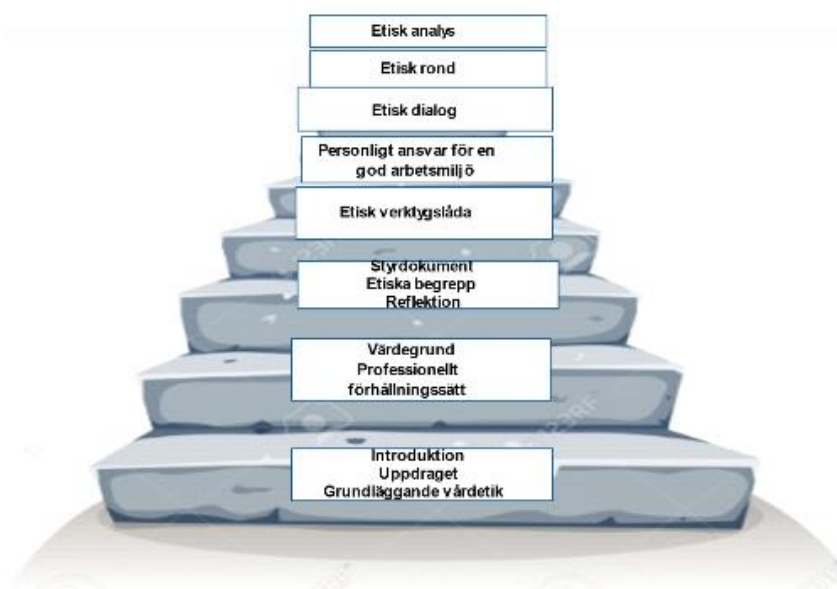 Etisk analys
Etisk rond
Etisk dialog
Personligt ansvar för en
god arbetsmiljö
Etisk verktygslåda
Styrdokument
Etiska begrepp
Reflektion
Värdegrund
Professionellt
förhållningssätt
Introduktion
Uppdraget
Grundläggande vårdetik